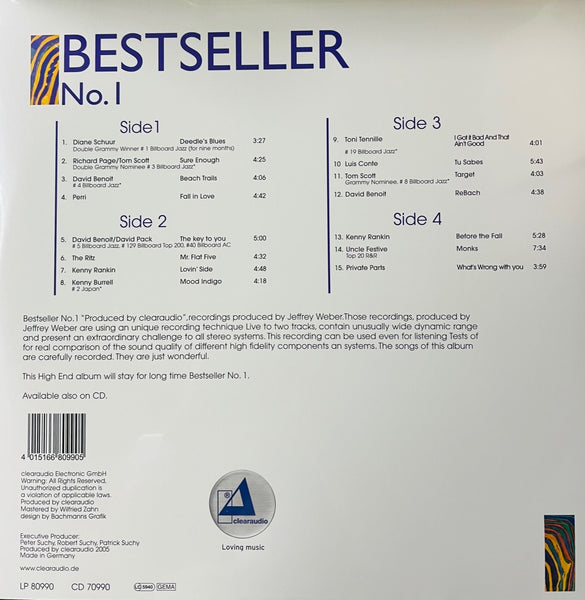 BESTSELLER
No. 1
Side 1
1. Diane Schuur Deedle's Blues 3:27
Double Grammy Winner # 1 Billboard Jazz (for nine months)
2. Richard Page/Tom Scott Sure Enough 4:25
Double Grammy Nominee # 3 Billboard Jazz*
3. David Benoit Beach Trails 4:06
# 4 Billboard Jazz*
4. Perri Fall in Love 4:42
Side 2
5. David Benoit/David Pack The key to you 5:00
# 5 Billboard Jazz, # 129 Billboard Top 200, #40 Billboard AC
6. The Ritz Mr. Flat Five 4:32
7. Kenny Rankin Lovin' Side 4:48
8. Kenny Burrell Mood Indigo 4:18
# 2 Japan*
Side 3
9. Toni Tennille I Got It Bad And That
Ain't Good 4:01
# 19 Billboard Jazz*
10 Luis Conte Tu Sabes 5:43
11. Tom Scott Target 4:03
Grammy Nominee, # 8 Billboard Jazz*
12. David Benoit ReBach 4:38
Side 4
13. Kenny Rankin Before the Fall 5:28
14. Uncle Festive Monks 7:34
Top 20 R&R
15. Private Parts What's Wrong with you 3:59
Bestseller No.1 "Produced by clearaudio",recordings produced by Jeffrey Weber.Those recordings, produced by
Jeffrey Weber are using an unique recording technique Live to two tracks, contain unusually wide dynamic range
and present an extraordinary challenge to all stereo systems. This recording can be used even for listening Tests of
for real comparison of the sound quality of different high fidelity components an systems. The songs of this album
are carefully recorded. They are just wonderful.
This High End album will stay for long time Bestseller No. 1.
Available also on CD.
4 015166 809905
clearaudio Electronic GmbH
Warning: All Rights Reserved.
Unauthorized duplication is
a violation of applicable laws.
Produced by clearaudio
Mastered by Wilfried Zahn
design by Bachmanns Grafik
®
clearaudio
Loving music
Executive Producer:
Peter Suchy, Robert Suchy, Patrick Suchy
Produced by clearaudio 2005
Made in Germany
www.clearaudio.de
LP 80990 CD 70990 LC 5940 GEMA